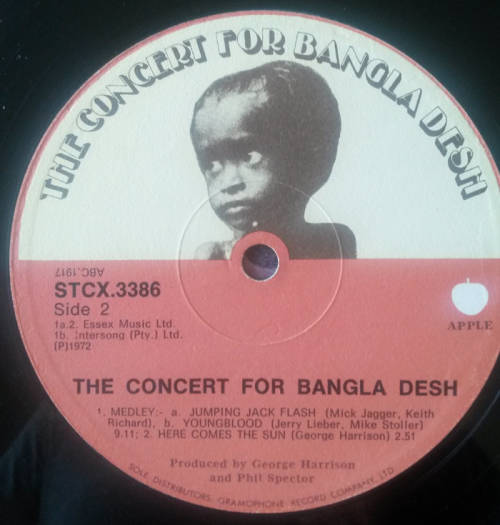 THE CONCERT FOR BANGLA DESH
ABC.1917
STCX.3386
Side 2
1a.2. Essex Music Ltd.
1b. Intersong (Pty.) Ltd.
(P)1972
APPLE
THE CONCERT FOR BANGLA DESH
1. MEDLEY:- a. JUMPING JACK FLASH (Mick Jagger, Keith
Richard), b. YOUNGBLOOD (Jerry Lieber, Mike Stoller)
9.11; 2. HERE COMES THE SUN (George Harrison) 2.51
Produced by George Harrison
and Phil Spector
SOLE DISTRIBUTORS, GRAMOPHONE RECORD COMPANY, LTD